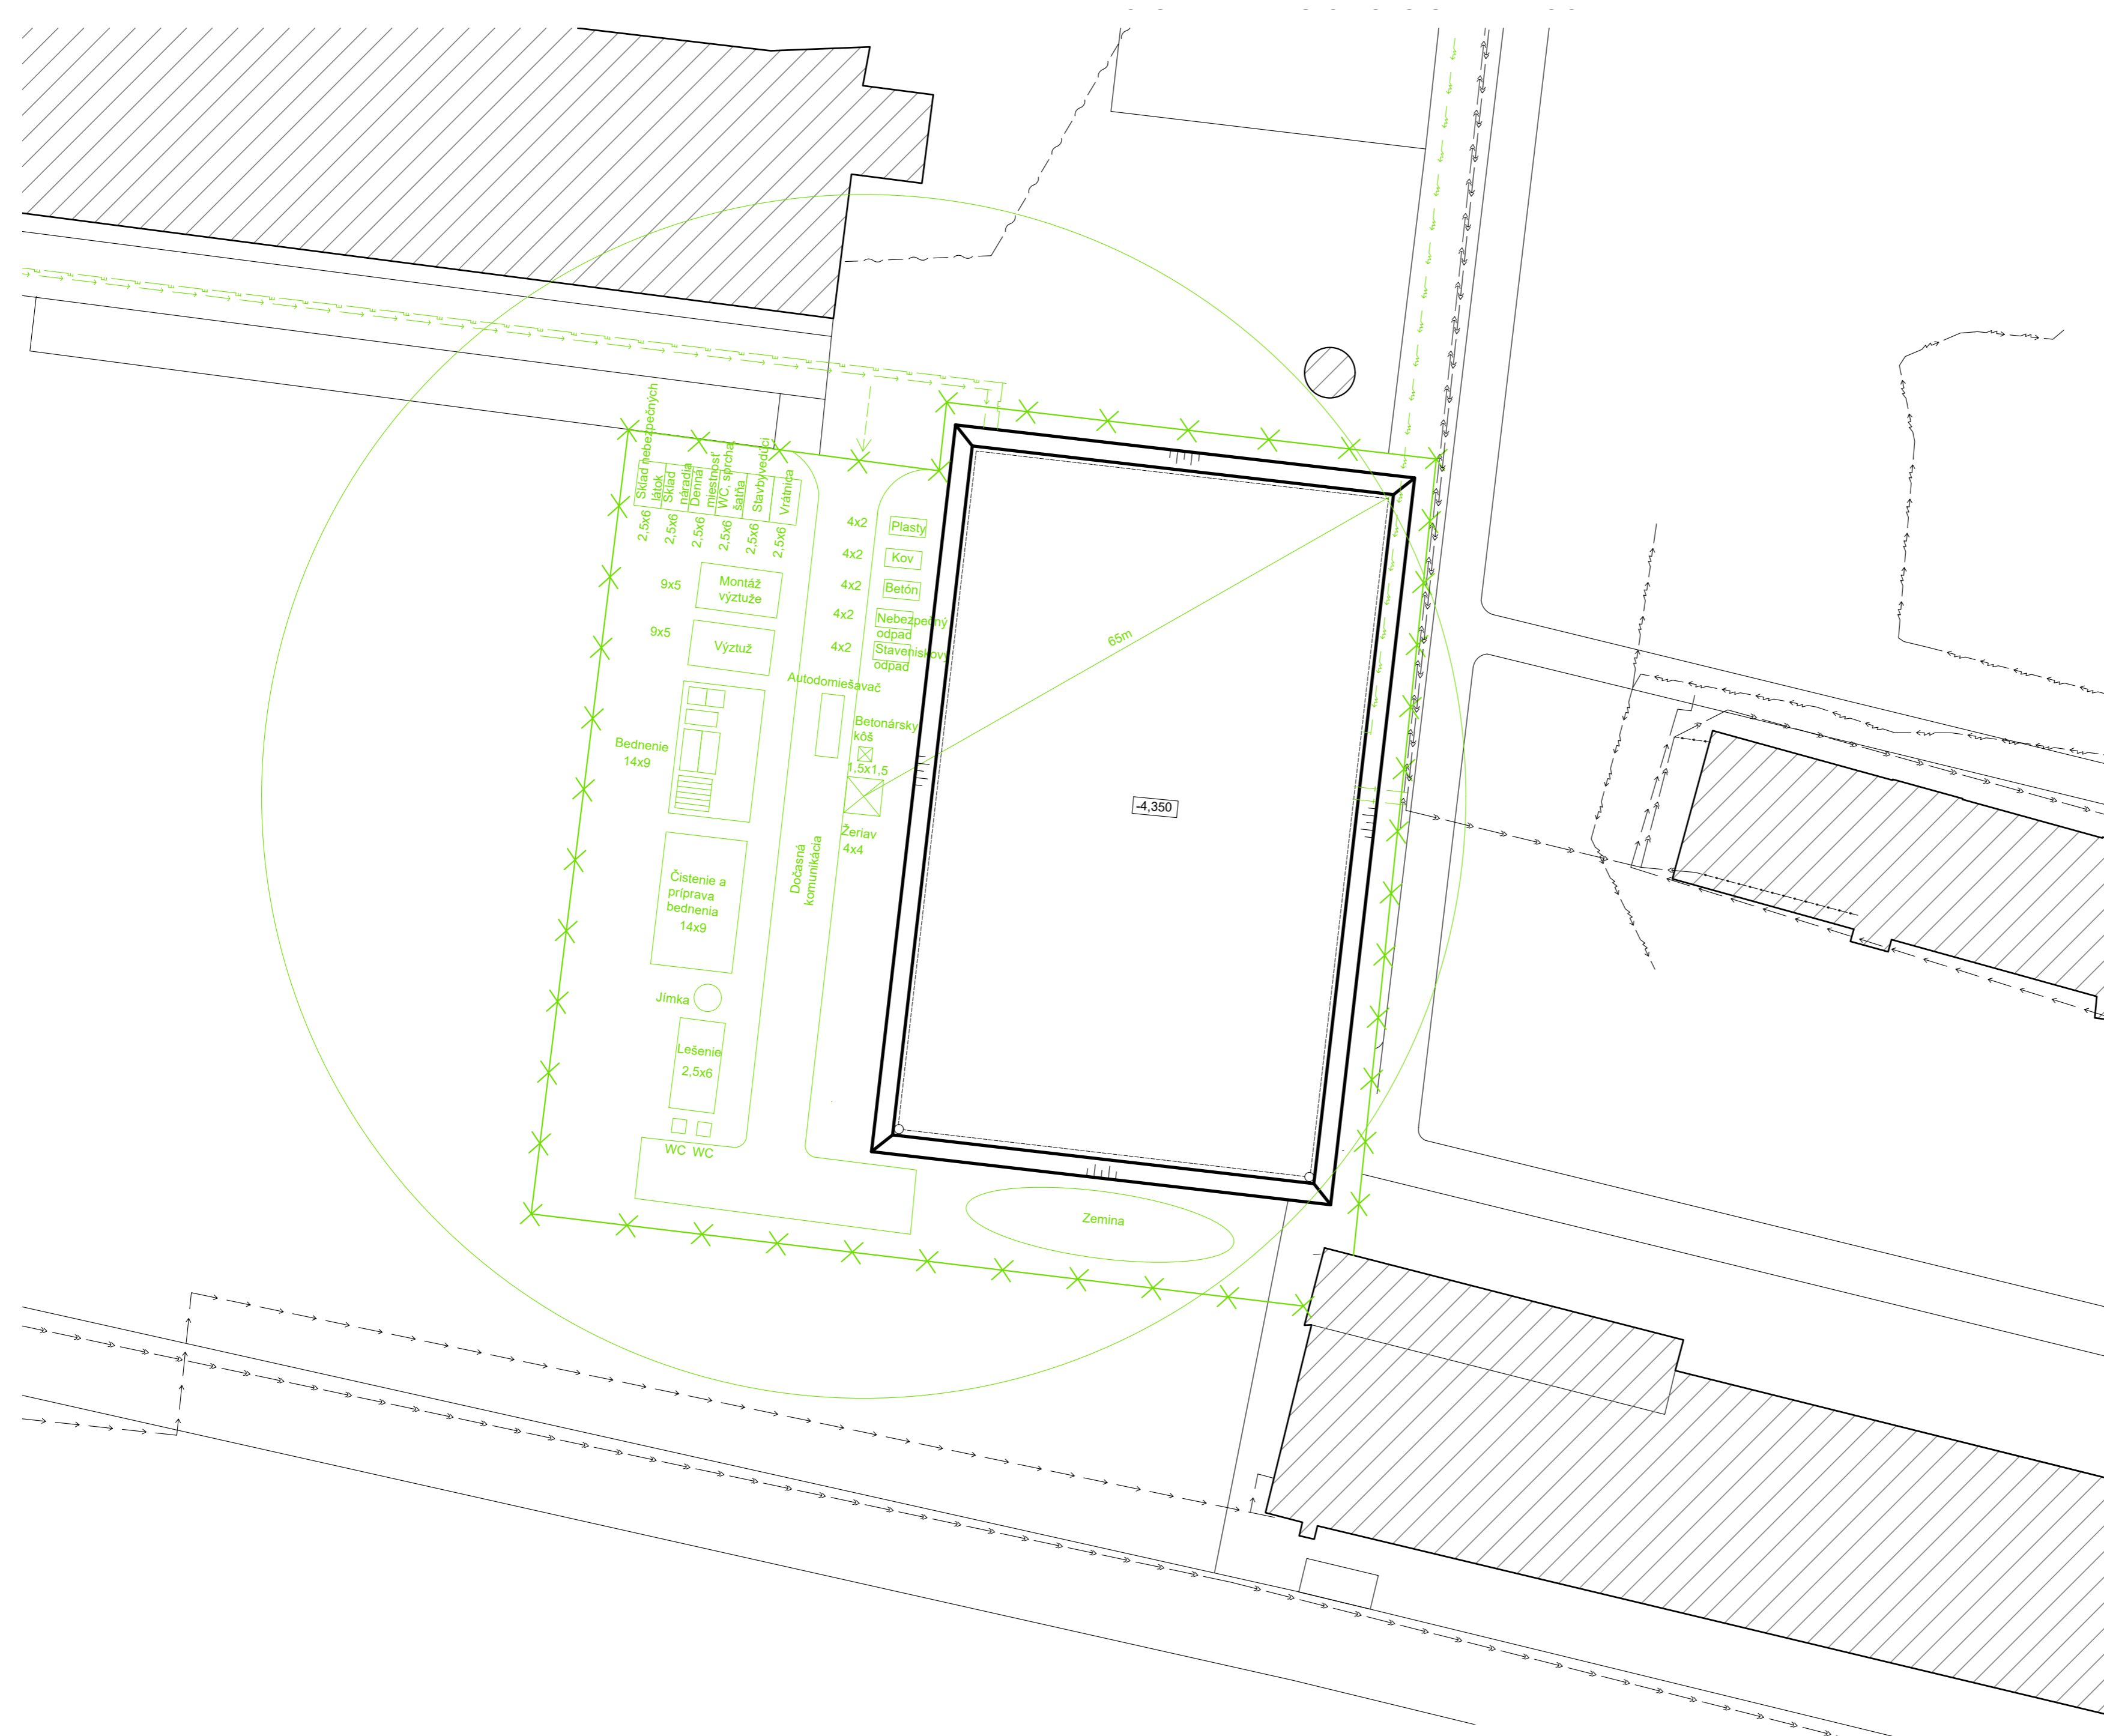 Sklad nebezpečných
látok
2,5x6
Sklad
náradia
2,5x6
Denná
miestnosť
2,5x6
WC, sprcha,
šatňa
2,5x6
Stavbyvedúci
2,5x6
Vrátnica
2,5x6
4x2
Plasty
4x2
Kov
4x2
Betón
4x2
Nebezpečný
odpad
4x2
Staveniskový
odpad
9x5
Montáž
výztuže
9x5
Výztuž
65m
Autodomiešavač
Betonársky
kôš
1,5x1,5
Bednenie
14x9
Žeriav
4x4
-4,350
Dočasná
komunikácia
Čistenie a
príprava
bednenia
14x9
Jímka
Lešenie
2,5x6
WC WC
Zemina